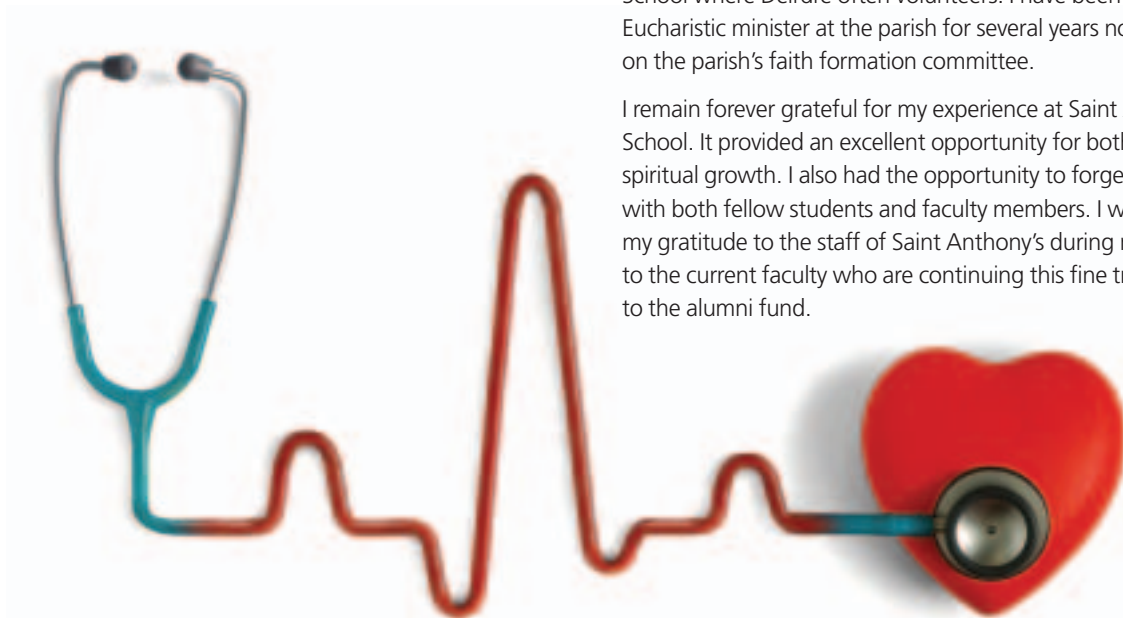 School where Deirdre often volunteers. I have been
Eucharistic minister at the parish for several years no
on the parish's faith formation committee.
I remain forever grateful for my experience at Saint
School. It provided an excellent opportunity for both
spiritual growth. I also had the opportunity to forge
with both fellow students and faculty members. I w
my gratitude to the staff of Saint Anthony's during
to the current faculty who are continuing this fine t
to the alumni fund.